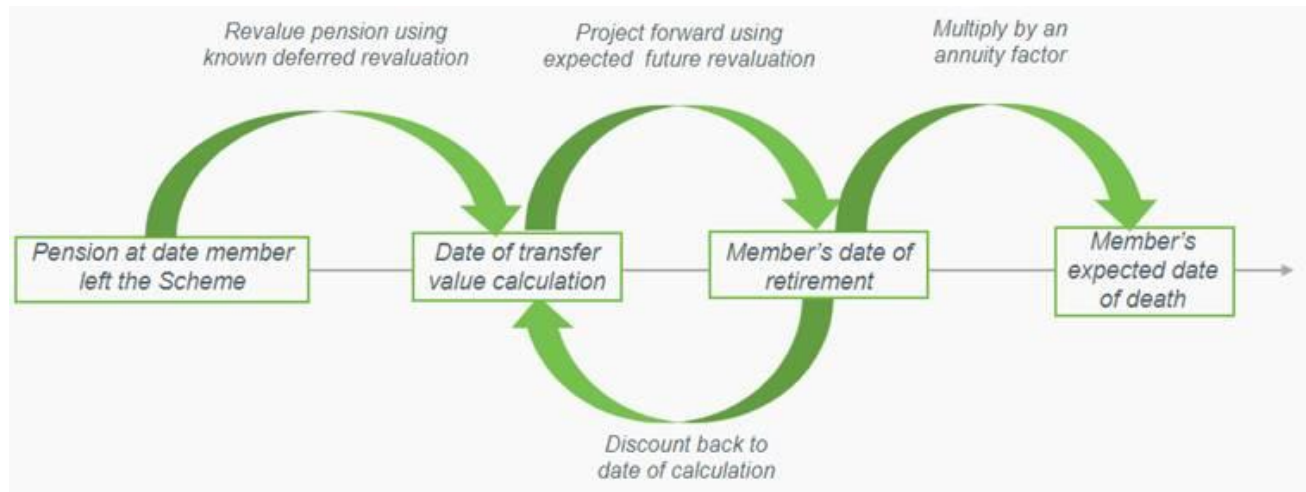 Revalue pension using
known deferred revaluation
Project forward using
expected future revaluation
Multiply by an
annuity factor
Pension at date member
left the Scheme
Date of transfer
value calculation
Member's date of
retirement
Member's
expected date
of death
Discount back to
date of calculation